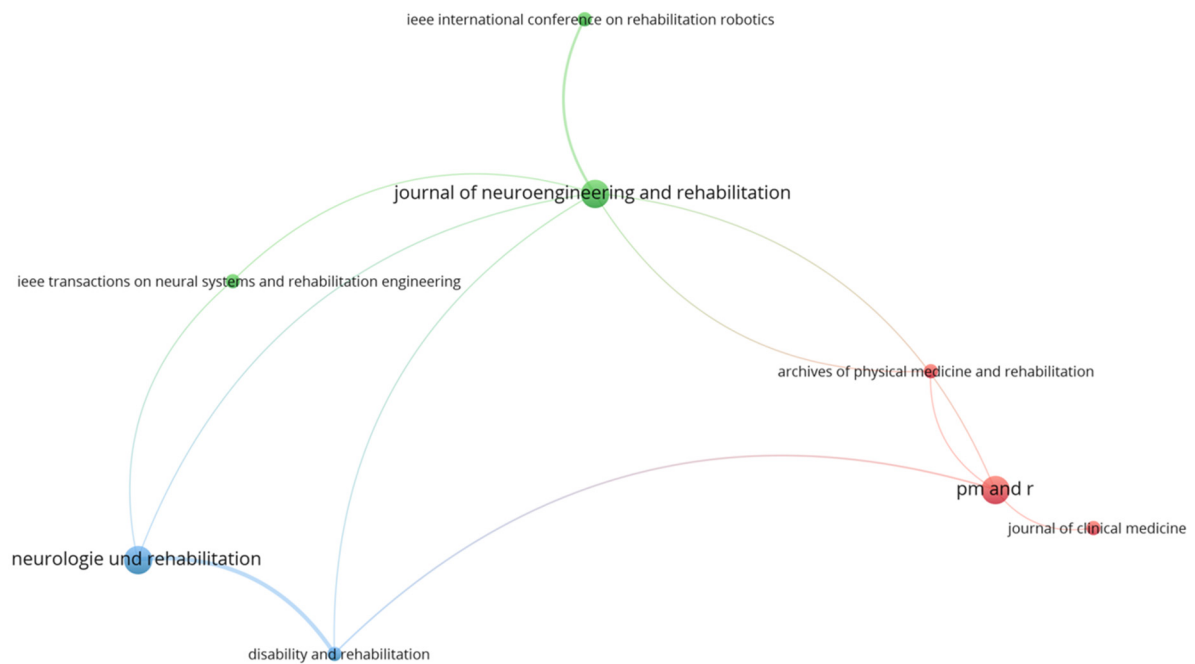 ieee international conference on rehabilitation robotics
journal of neuroengineering and rehabilitation
ieee transactions on neural systems and rehabilitation engineering
archives of physical medicine and rehabilitation
pm and r
journal of clinical medicine
neurologie und rehabilitation
disability and rehabilitation